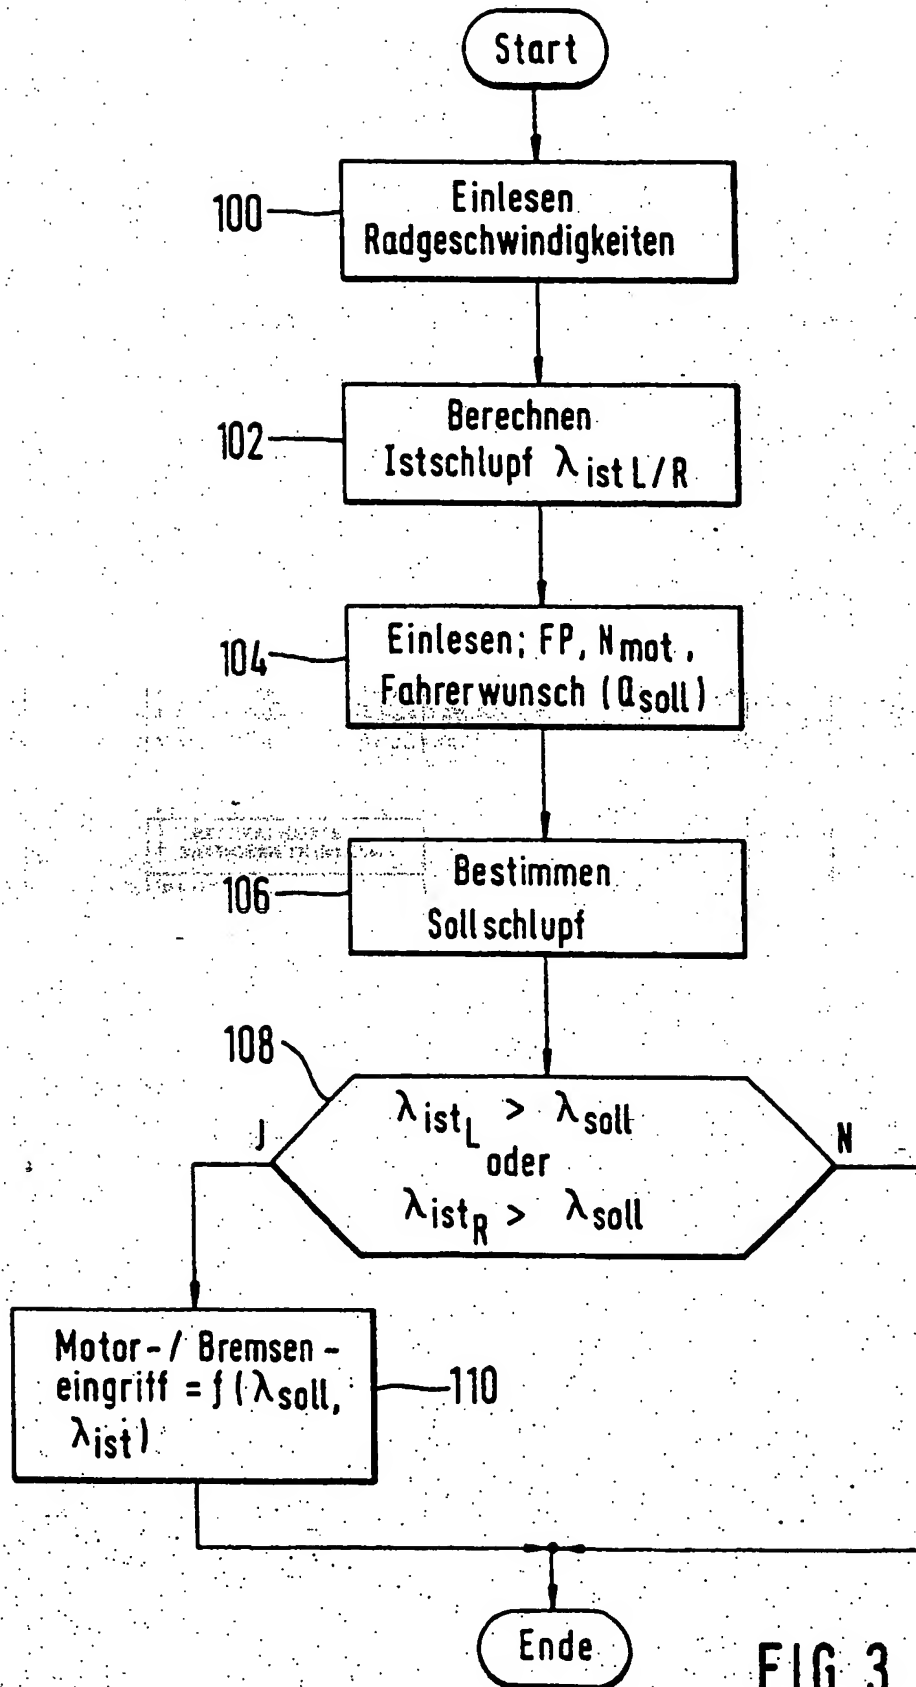 Start
100
Einlesen
Radgeschwindigkeiten
102
Berechnen
Istschlupf λist L/R
104
Einlesen; FP, Nmot,
Fahrerwunsch (Qsoll)
106
Bestimmen
Sollschlupf
108
J
N
λistL > λsoll
oder
λistR > λsoll
Motor-/ Bremsen-
eingriff = f(λsoll,
λist)
110
Ende
FIG 3